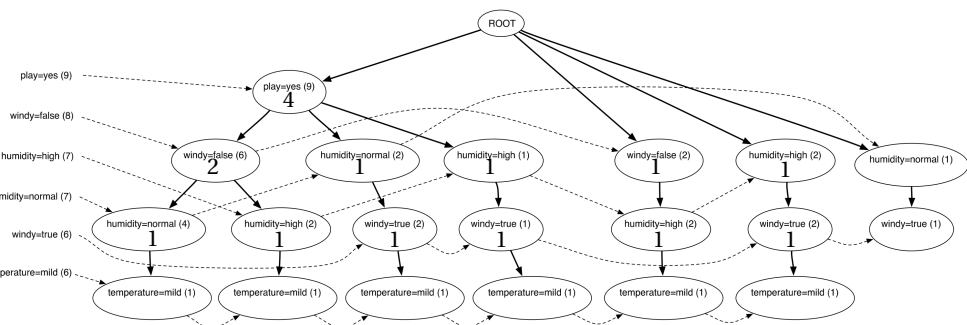 ROOT
play=yes (9)
play=yes (9)
4
windy=false (8)
humidity=high (7)
windy=false (6)
2
humidity=normal (2)
1
humidity=high (1)
1
windy=false (2)
1
humidity=high (2)
1
humidity=normal (1)
midity=normal (7)
windy=true (6)
humidity=normal (4)
1
humidity=high (2)
1
windy=true (2)
1
windy=true (1)
1
humidity=high (2)
1
windy=true (2)
1
windy=true (1)
perature=mild (6)
temperature=mild (1)
temperature=mild (1)
temperature=mild (1)
temperature=mild (1)
temperature=mild (1)
temperature=mild (1)